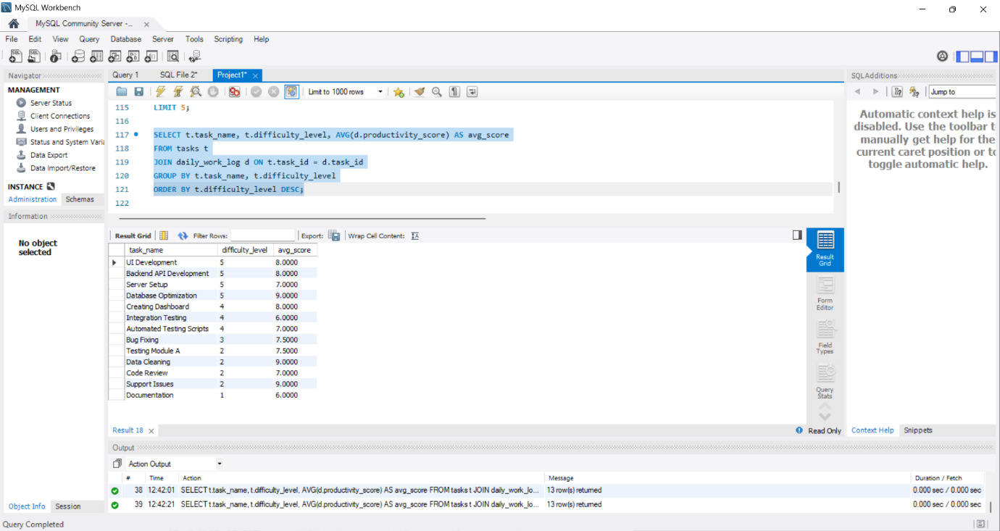 MySQL Workbench
MySQL Community Server -...
File Edit View Query Database Server Tools Scripting Help
Navigator
MANAGEMENT
Server Status
Client Connections
Users and Privileges
Status and System Varia
Data Export
Data Import/Restore
INSTANCE
Administration Schemas
Information
No object
selected
Object Info Session
Query 1 SQL File 2* Project1*
Limit to 1000 rows
115 LIMIT 5;
116
117 SELECT t.task_name, t.difficulty_level, AVG(d.productivity_score) AS avg_score
118 FROM tasks t
119 JOIN daily_work_log d ON t.task_id = d.task_id
120 GROUP BY t.task_name, t.difficulty_level
121 ORDER BY t.difficulty_level DESC;
122
Result Grid Filter Rows: Export: Wrap Cell Content:
task_name difficulty_level avg_score
UI Development 5 8.0000
Backend API Development 5 8.0000
Server Setup 5 7.0000
Database Optimization 5 9.0000
Creating Dashboard 4 8.0000
Integration Testing 4 6.0000
Automated Testing Scripts 4 7.0000
Bug Fixing 3 7.5000
Testing Module A 2 7.5000
Data Cleaning 2 9.0000
Code Review 2 7.0000
Support Issues 2 9.0000
Documentation 1 6.0000
Result
Grid
Form
Editor
Field
Types
Query
Stats
Result 18
Read Only
SQLAdditions
Jump to
Automatic context help is
disabled. Use the toolbar t
manually get help for the
current caret position or to
toggle automatic help.
Context Help Snippets
Output
Action Output
# Time Action Message Duration / Fetch
38 12:42:01 SELECT t.task_name, t.difficulty_level, AVG(d.productivity_score) AS avg_score FROM tasks t JOIN daily_work_lo... 13 row(s) returned 0.000 sec / 0.000 sec
39 12:42:21 SELECT t.task_name, t.difficulty_level, AVG(d.productivity_score) AS avg_score FROM tasks t JOIN daily_work_lo... 13 row(s) returned 0.000 sec / 0.000 sec
Query Completed